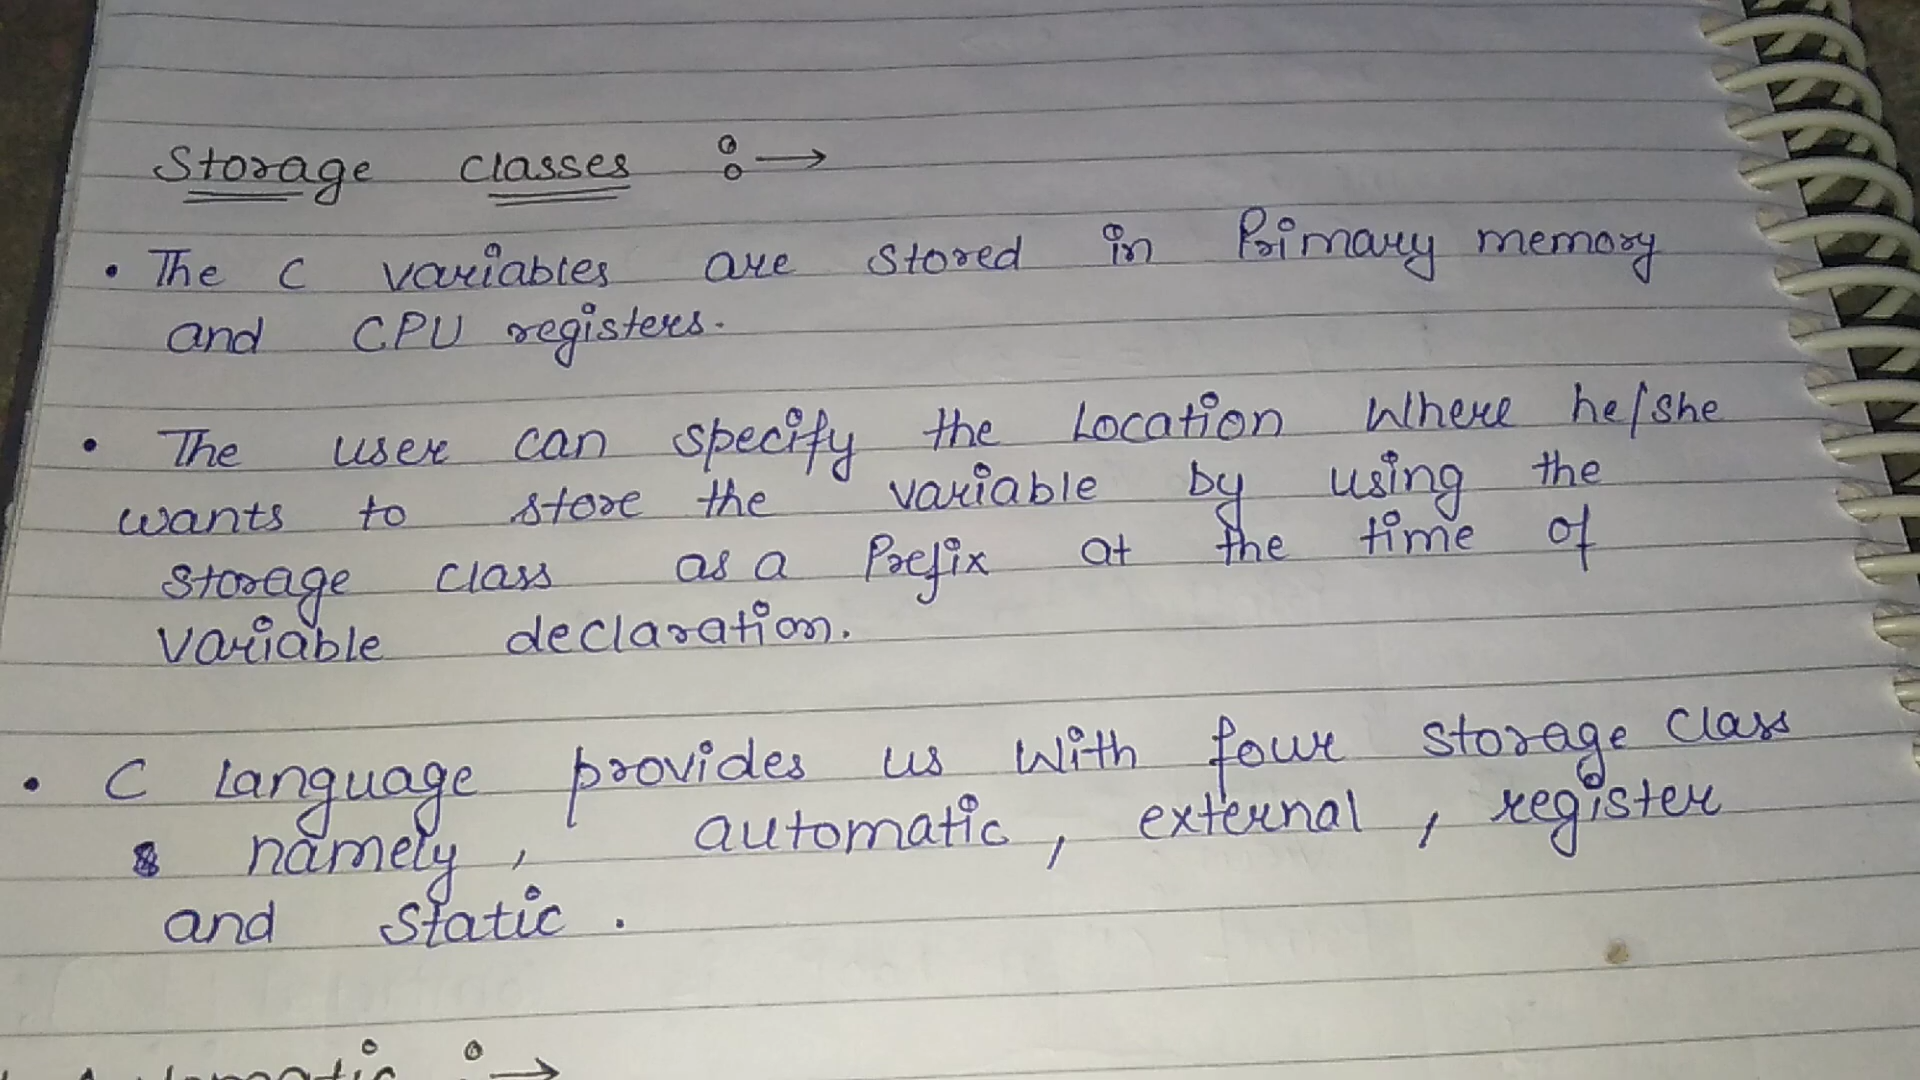 Storage classes :→
• The C variables are stored in Primary memory
and CPU registers.
• The user can specify the Location Where he/she
wants to store the variable by using the
storage class as a Prefix at the time of
Variable declaration.
• C Language provides us With four storage Class
namely, automatic, external, register
and static.
Automatic :→